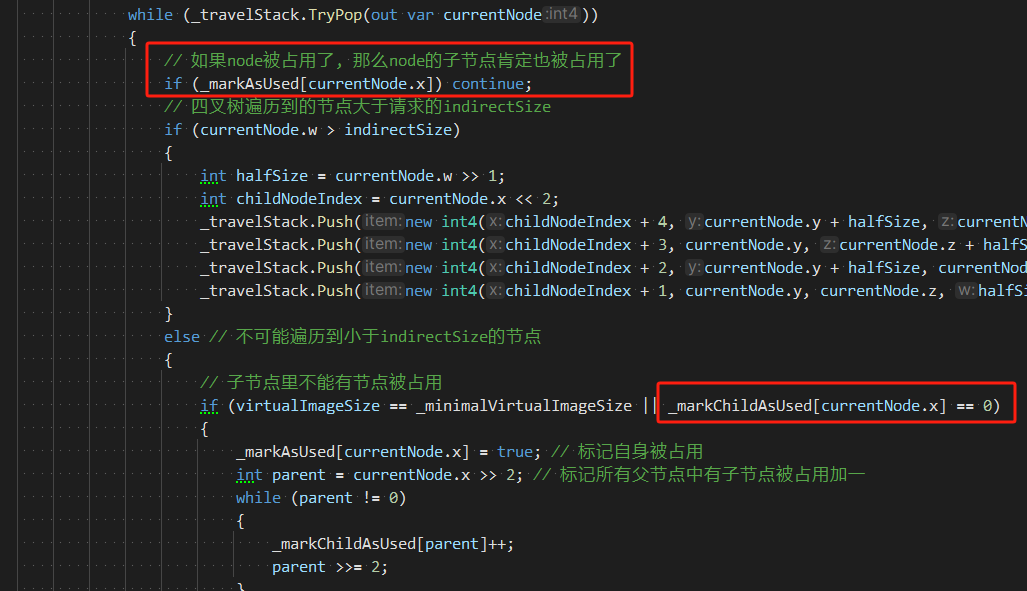 while (_travelStack.TryPop(out var currentNode:int4))
{
// 如果node被占用了, 那么node的子节点肯定也被占用了
if (_markAsUsed[currentNode.x]) continue;
// 四叉树遍历到的节点大于请求的indirectSize
if (currentNode.w > indirectSize)
{
int halfSize = currentNode.w >> 1;
int childNodeIndex = currentNode.x << 2;
_travelStack.Push(item:new int4(x:childNodeIndex + 4, y:currentNode.y + halfSize, z:currentN
_travelStack.Push(item:new int4(x:childNodeIndex + 3, currentNode.y, z:currentNode.z + halfS
_travelStack.Push(item:new int4(x:childNodeIndex + 2, y:currentNode.y + halfSize, currentNod
_travelStack.Push(item:new int4(x:childNodeIndex + 1, currentNode.y, currentNode.z, w:halfSi
}
else // 不可能遍历到小于indirectSize的节点
{
// 子节点里不能有节点被占用
if (virtualImageSize == _minimalVirtualImageSize || _markChildAsUsed[currentNode.x] == 0)
{
_markAsUsed[currentNode.x] = true; // 标记自身被占用
int parent = currentNode.x >> 2; // 标记所有父节点中有子节点被占用加一
while (parent != 0)
{
_markChildAsUsed[parent]++;
parent >>= 2;
}